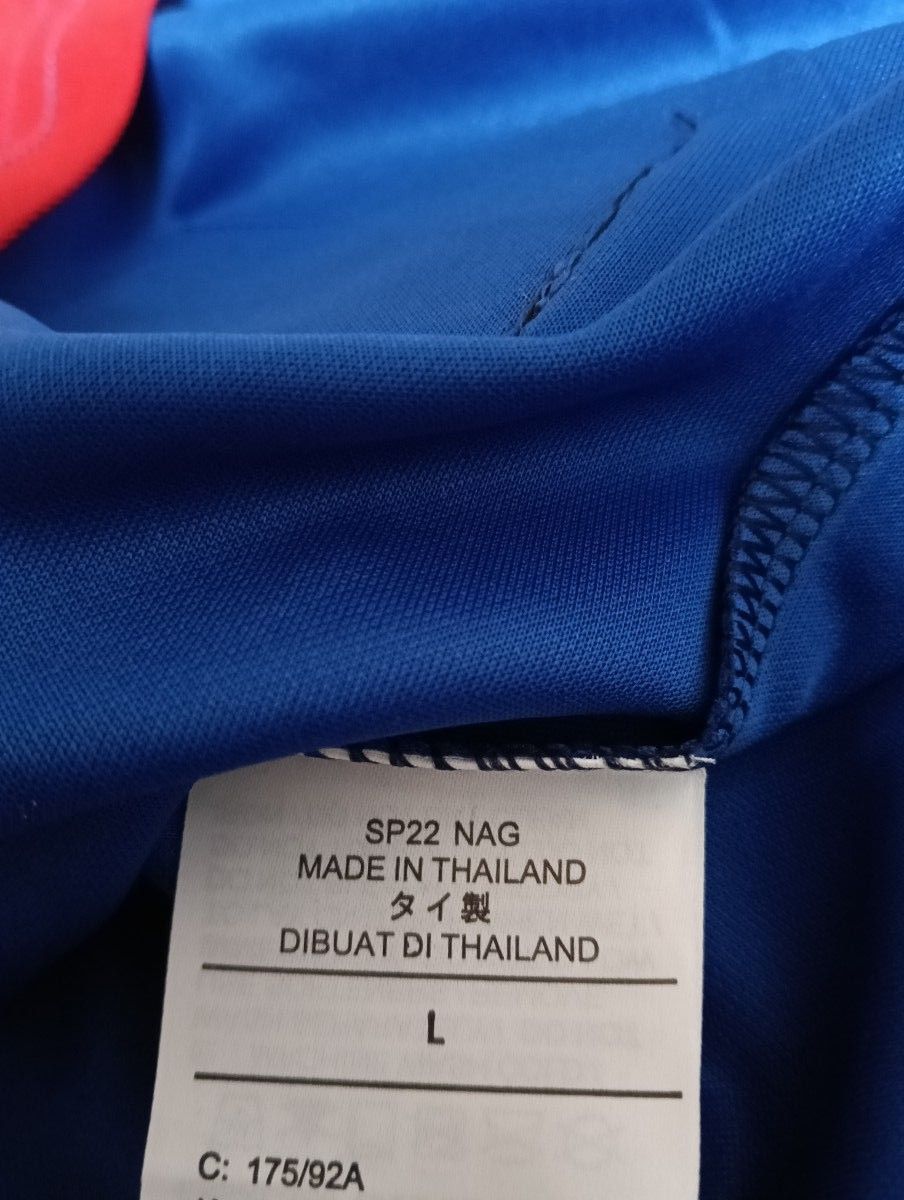 SP22 NAG
MADE IN THAILAND
タイ製
DIBUAT DI THAILAND
L
C: 175/92A